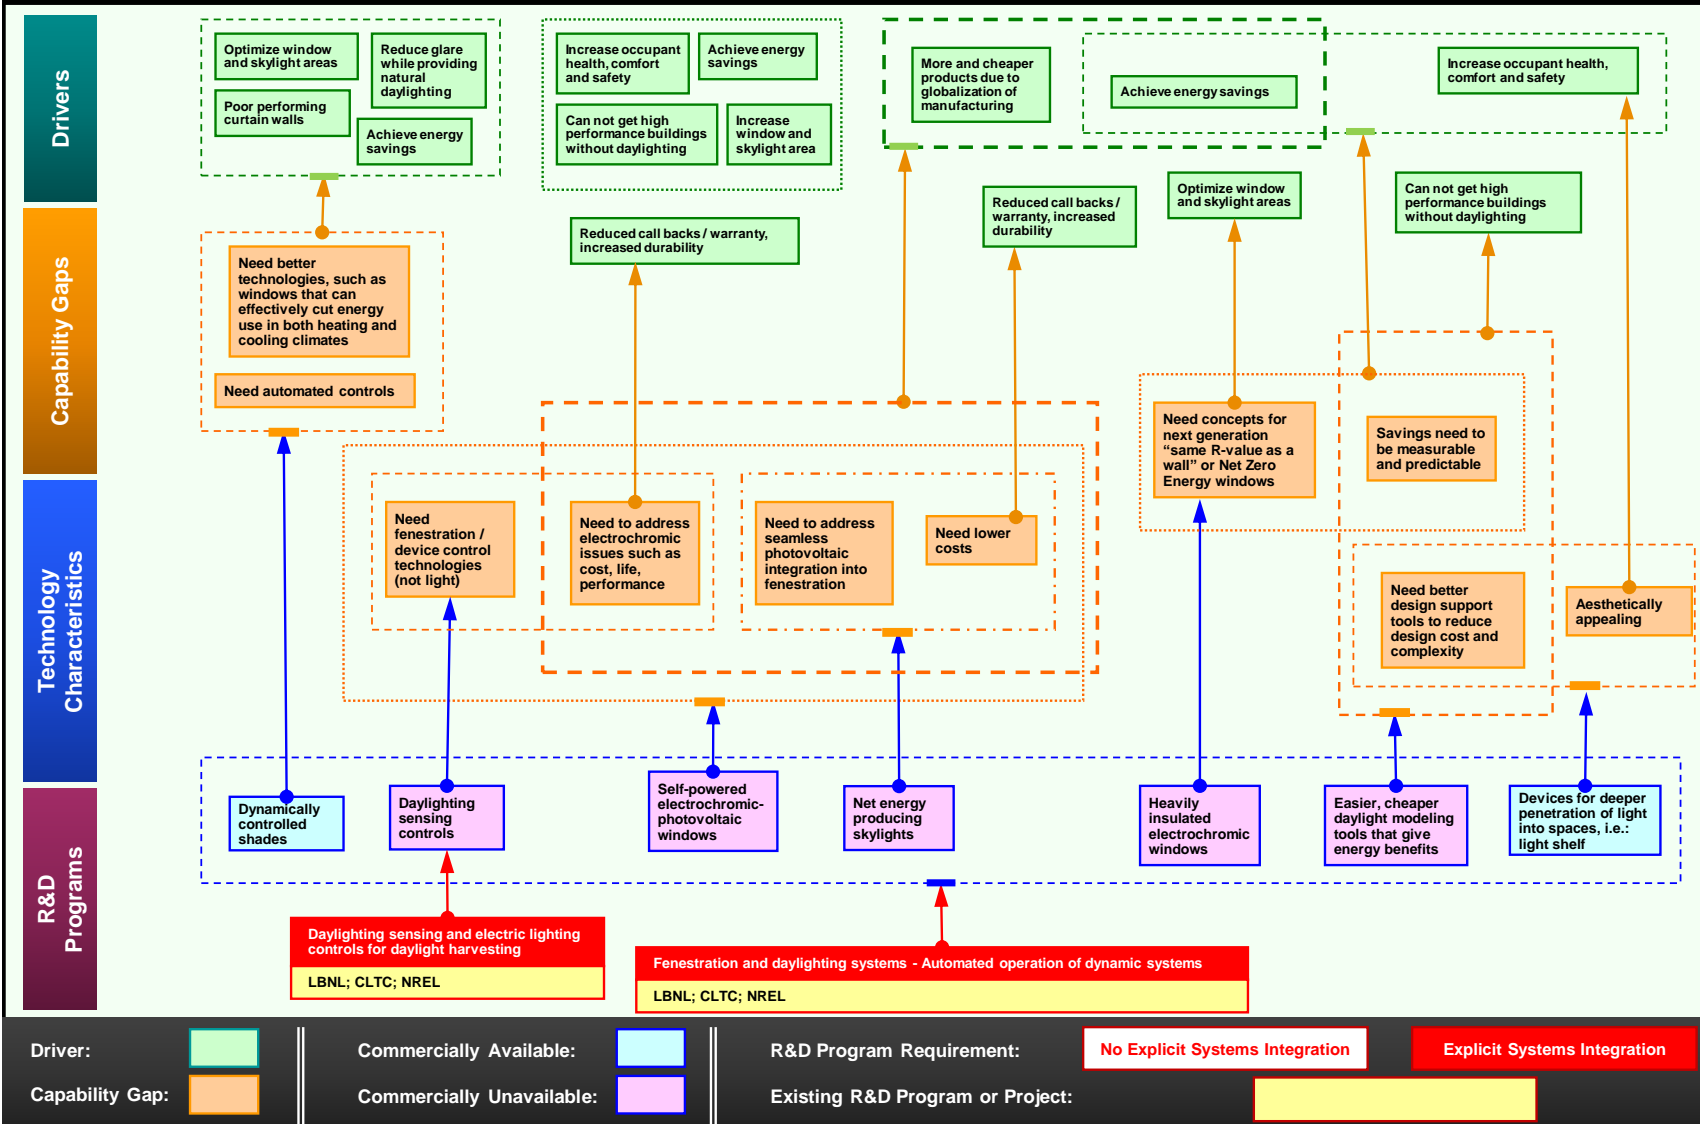 Drivers
Optimize window
and skylight areas
Reduce glare
while providing
natural
daylighting
Poor performing
curtain walls
Achieve energy
savings
Increase occupant
health, comfort
and safety
Achieve energy
savings
Can not get high
performance buildings
without daylighting
Increase
window and
skylight area
More and cheaper
products due to
globalization of
manufacturing
Achieve energy savings
Increase occupant health,
comfort and safety
Reduced call backs / warranty,
increased durability
Reduced call backs /
warranty, increased
durability
Optimize window
and skylight areas
Can not get high
performance buildings
without daylighting
Capability Gaps
Need better
technologies, such as
windows that can
effectively cut energy
use in both heating and
cooling climates
Need automated controls
Need concepts for
next generation
“same R-value as a
wall” or Net Zero
Energy windows
Savings need to
be measurable
and predictable
Need
fenestration /
device control
technologies
(not light)
Need to address
electrochromic
issues such as
cost, life,
performance
Need to address
seamless
photovoltaic
integration into
fenestration
Need lower
costs
Need better
design support
tools to reduce
design cost and
complexity
Aesthetically
appealing
Technology
Characteristics
Dynamically
controlled
shades
Daylighting
sensing
controls
Self-powered
electrochromic-
photovoltaic
windows
Net energy
producing
skylights
Heavily
insulated
electrochromic
windows
Easier, cheaper
daylight modeling
tools that give
energy benefits
Devices for deeper
penetration of light
into spaces, i.e.:
light shelf
R&D
Programs
Daylighting sensing and electric lighting
controls for daylight harvesting
LBNL; CLTC; NREL
Fenestration and daylighting systems - Automated operation of dynamic systems
LBNL; CLTC; NREL
Driver:
Capability Gap:
Commercially Available:
Commercially Unavailable:
R&D Program Requirement:
No Explicit Systems Integration
Explicit Systems Integration
Existing R&D Program or Project: